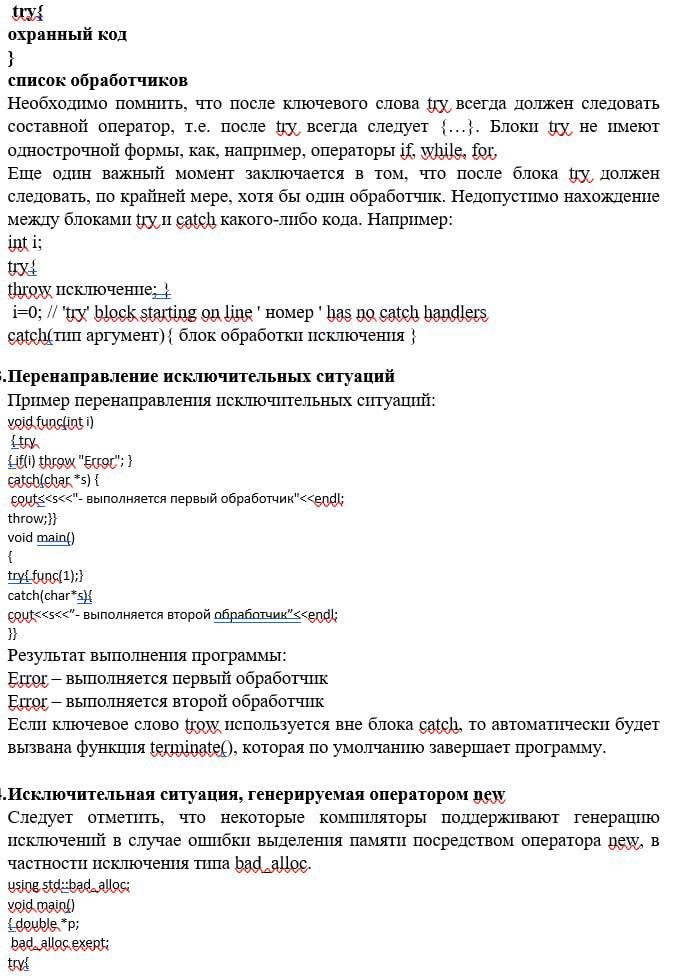 try{
охранный код
}
список обработчиков
Необходимо помнить, что после ключевого слова try всегда должен следовать
составной оператор, т.е. после try всегда следует {…}. Блоки try не имеют
однострочной формы, как, например, операторы if, while, for.
Еще один важный момент заключается в том, что после блока try должен
следовать, по крайней мере, хотя бы один обработчик. Недопустимо нахождение
между блоками try и catch какого-либо кода. Например:
int i;
try{
throw исключение; }
i=0; // 'try' block starting on line ' номер ' has no catch handlers
catch(тип аргумент){ блок обработки исключения }
.Перенаправление исключительных ситуаций
Пример перенаправления исключительных ситуаций:
void func(int i)
{ try
{ if(i) throw "Error"; }
catch(char *s) {
cout<<s<<"- выполняется первый обработчик"<<endl;
throw;}}
void main()
{
try{ func(1);}
catch(char*s){
cout<<s<<"- выполняется второй обработчик"<<endl;
}}
Результат выполнения программы:
Error – выполняется первый обработчик
Error – выполняется второй обработчик
Если ключевое слово trow используется вне блока catch, то автоматически будет
вызвана функция terminate(), которая по умолчанию завершает программу.
.Исключительная ситуация, генерируемая оператором new
Следует отметить, что некоторые компиляторы поддерживают генерацию
исключений в случае ошибки выделения памяти посредством оператора new, в
частности исключения типа bad_alloc.
using std::bad_alloc;
void main()
{ double *p;
bad_alloc exept;
try{